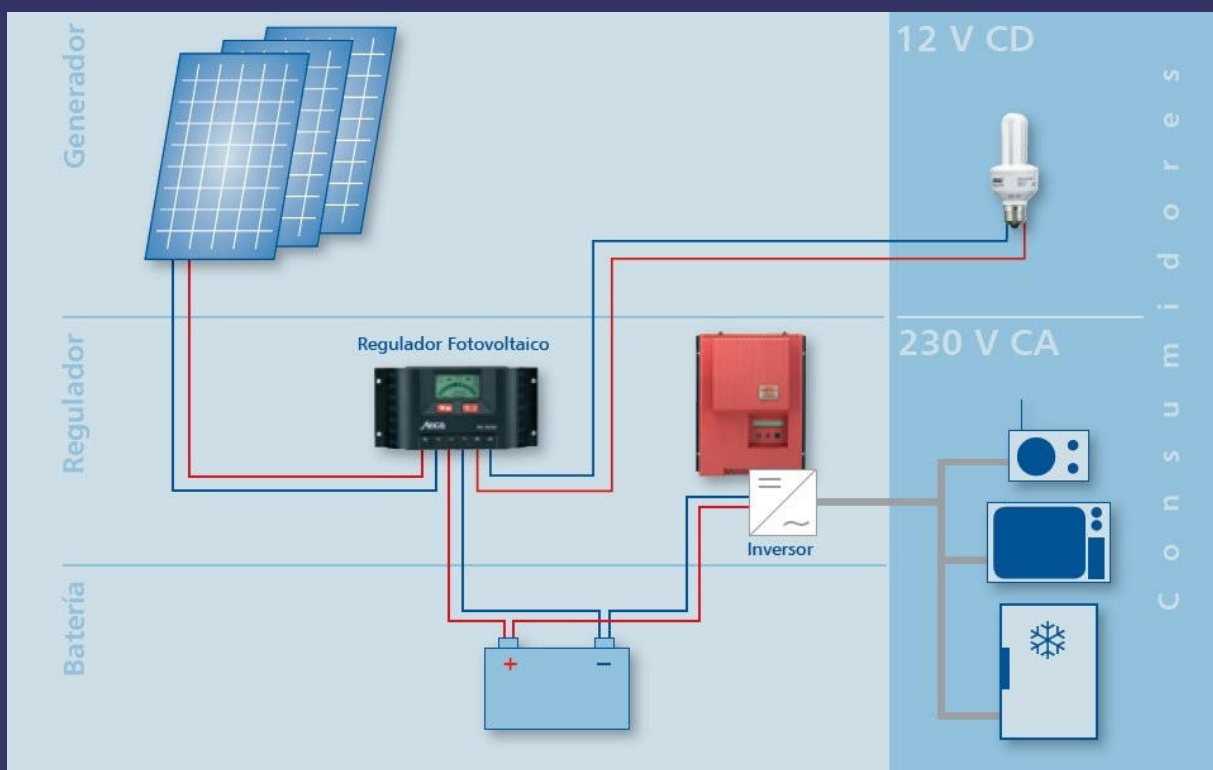 Generador
12 V CD
Consumidores
Regulador
Regulador Fotovoltaico
230 V CA
Inversor
Batería
+
−